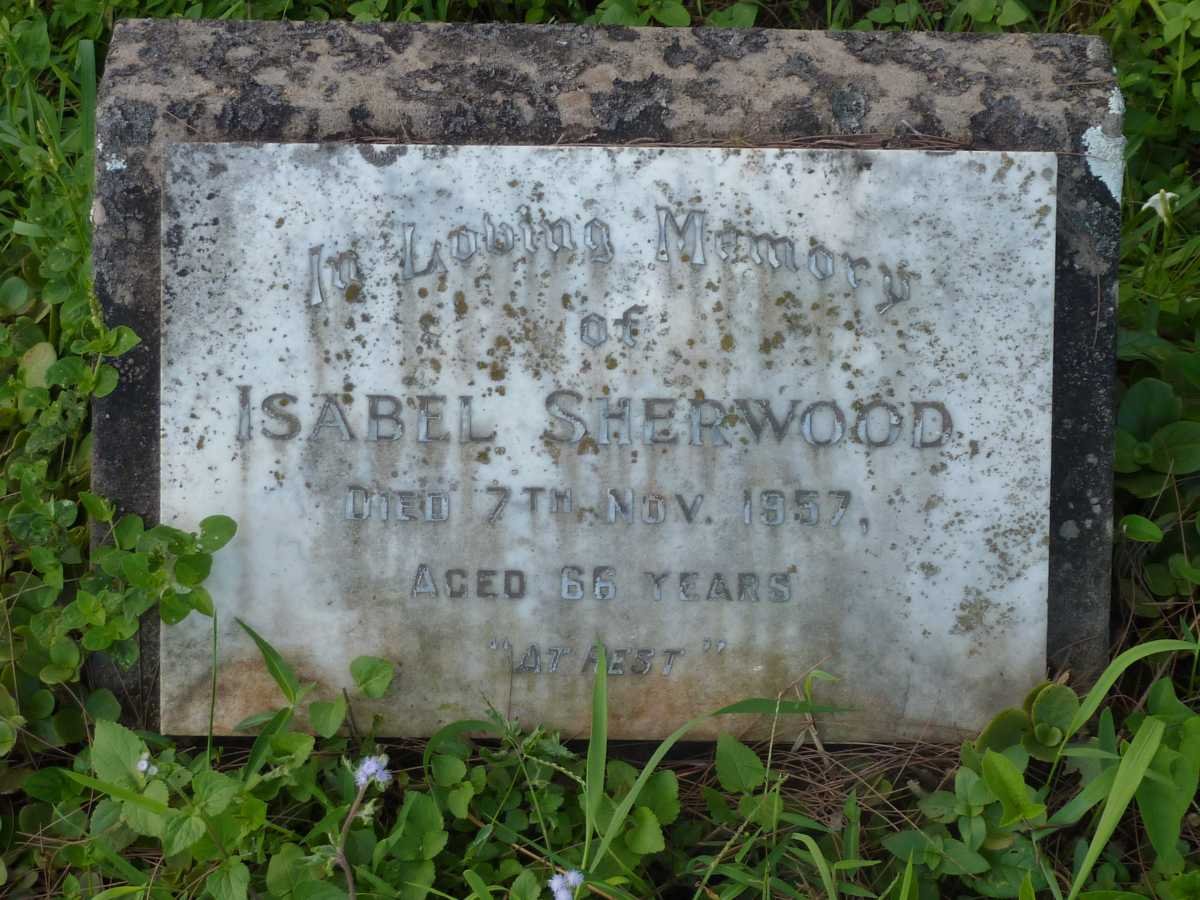 In Loving Memory
of
ISABEL SHERWOOD
DIED 7TH NOV. 1957,
AGED 66 YEARS
"AT REST"